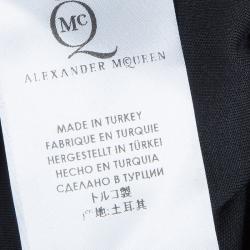 McQ
ALEXANDER McQUEEN
MADE IN TURKEY
FABRIQUE EN TURQUIE
HERGESTELLT IN TÜRKEI
HECHO EN TURQUIA
СДЕЛАНО В ТУРЦИИ
トルコ製
产地:土耳其